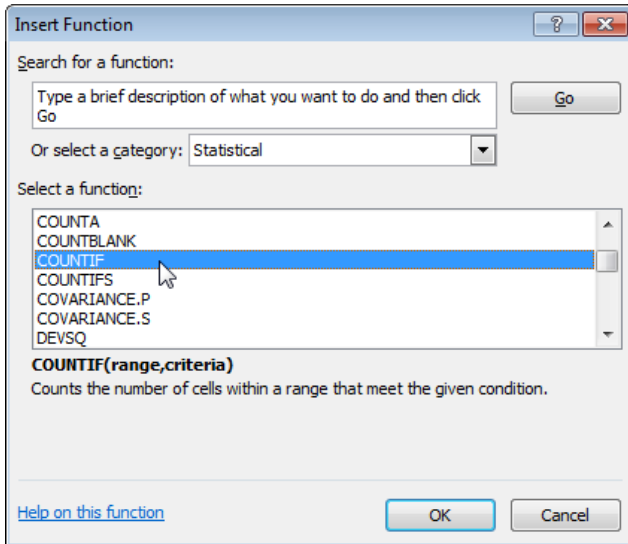 Insert Function
?
Search for a function:
Type a brief description of what you want to do and then click
Go
Go
Or select a category: Statistical
Select a function:
COUNTA
COUNTBLANK
COUNTIF
COUNTIFS
COVARIANCE.P
COVARIANCE.S
DEVSQ
COUNTIF(range,criteria)
Counts the number of cells within a range that meet the given condition.
Help on this function
OK
Cancel